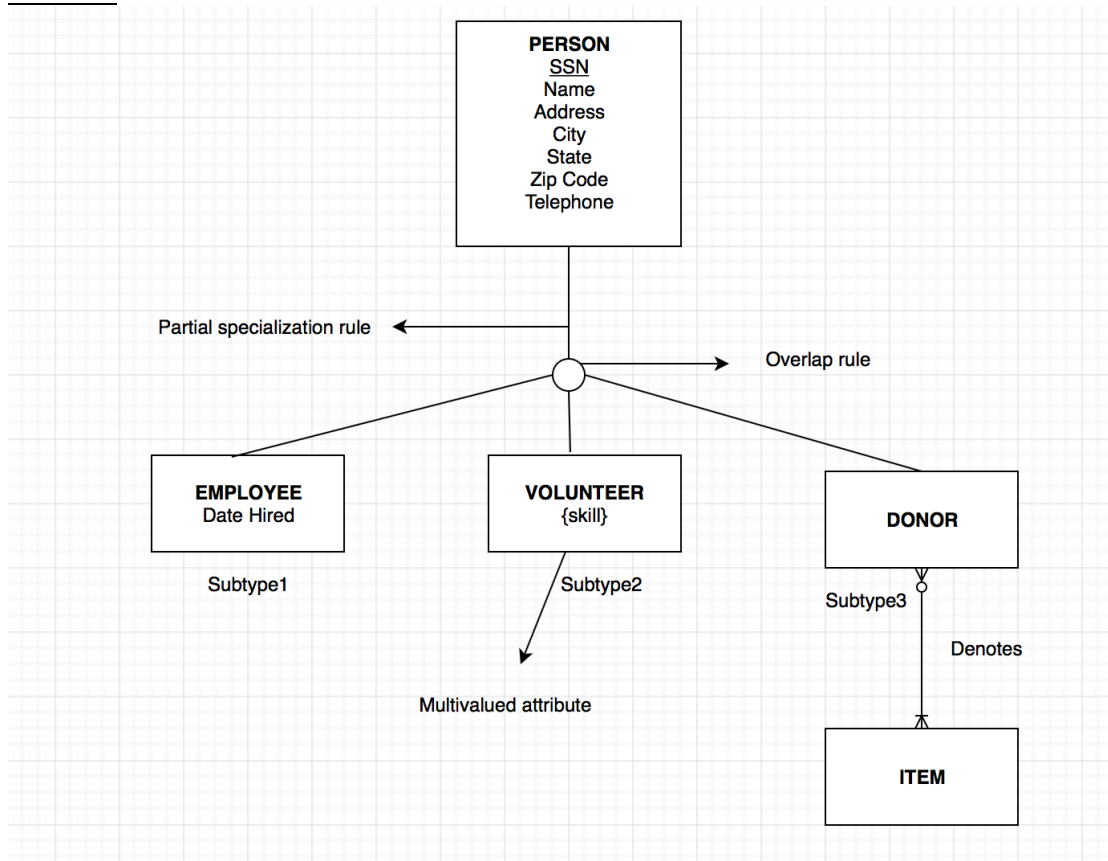 PERSON
SSN
Name
Address
City
State
Zip Code
Telephone
Partial specialization rule
Overlap rule
EMPLOYEE
Date Hired
VOLUNTEER
{skill}
DONOR
Subtype1
Subtype2
Subtype3
Denotes
Multivalued attribute
ITEM